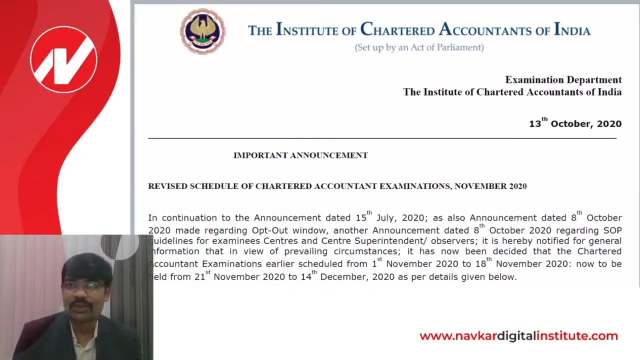 THE INSTITUTE OF CHARTERED ACCOUNTANTS OF INDIA
(Set up by an Act of Parliament)
Examination Department
The Institute of Chartered Accountants of India
13th October, 2020
IMPORTANT ANNOUNCEMENT
REVISED SCHEDULE OF CHARTERED ACCOUNTANT EXAMINATIONS, NOVEMBER 2020
In continuation to the Announcement dated 15th July, 2020; as also Announcement dated 8th October
2020 made regarding Opt-Out window, another Announcement dated 8th October 2020 regarding SOP
guidelines for examinees Centres and Centre Superintendent/ observers; it is hereby notified for general
information that in view of prevailing circumstances; it has now been decided that the Chartered
Accountant Examinations earlier scheduled from 1st November 2020 to 18th November 2020: now to be
held from 21st November 2020 to 14th December, 2020 as per details given below.
www.navkardigitalinstitute.com